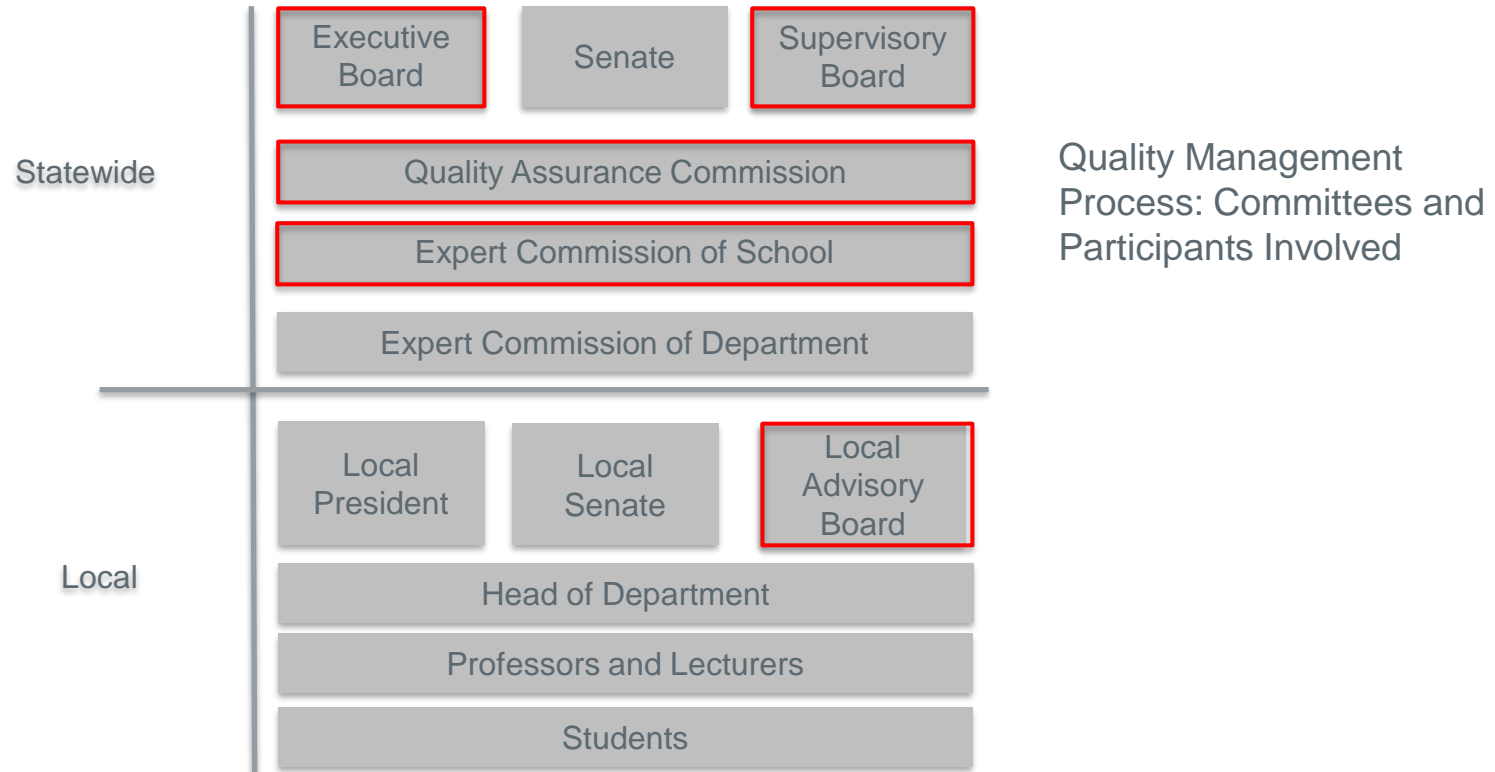 Executive
Board
Senate
Supervisory
Board
Statewide
Quality Assurance Commission
Expert Commission of School
Expert Commission of Department
Quality Management
Process: Committees and
Participants Involved
Local
President
Local
Senate
Local
Advisory
Board
Local
Head of Department
Professors and Lecturers
Students